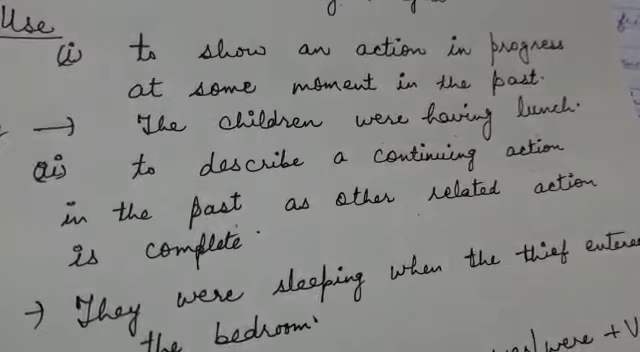 Use
(i) to show an action in progress
at some moment in the past.
→ The children were having lunch.
(ii) to describe a continuing action
in the past as other related action
is complete.
→ They were sleeping when the thief entere
the bedroom.
were + V